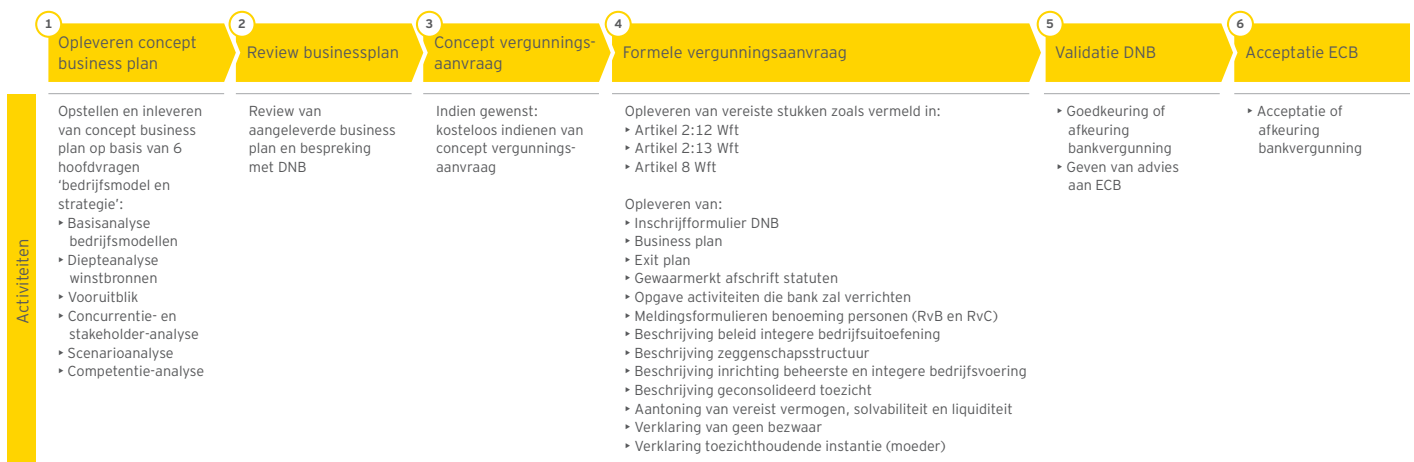 1
Opleveren concept
business plan
2
Review businessplan
3
Concept vergunnings-
aanvraag
4
Formele vergunningsaanvraag
5
Validatie DNB
6
Acceptatie ECB
Activiteiten
Opstellen en inleveren
van concept business
plan op basis van 6
hoofdvragen
‘bedrijfsmodel en
strategie’:
‣ Basisanalyse
bedrijfsmodellen
‣ Diepteanalyse
winstbronnen
‣ Vooruitblik
‣ Concurrentie- en
stakeholder-analyse
‣ Scenarioanalyse
‣ Competentie-analyse
Review van
aangeleverde business
plan en bespreking
met DNB
Indien gewenst:
kosteloos indienen van
concept vergunnings-
aanvraag
Opleveren van vereiste stukken zoals vermeld in:
‣ Artikel 2:12 Wft
‣ Artikel 2:13 Wft
‣ Artikel 8 Wft
Opleveren van:
‣ Inschrijfformulier DNB
‣ Business plan
‣ Exit plan
‣ Gewaarmerkt afschrift statuten
‣ Opgave activiteiten die bank zal verrichten
‣ Meldingsformulieren benoeming personen (RvB en RvC)
‣ Beschrijving beleid integere bedrijfsuitoefening
‣ Beschrijving zeggenschapsstructuur
‣ Beschrijving inrichting beheerste en integere bedrijfsvoering
‣ Beschrijving geconsolideerd toezicht
‣ Aantoning van vereist vermogen, solvabiliteit en liquiditeit
‣ Verklaring van geen bezwaar
‣ Verklaring toezichthoudende instantie (moeder)
‣ Goedkeuring of
afkeuring
bankvergunning
‣ Geven van advies
aan ECB
‣ Acceptatie of
afkeuring
bankvergunning